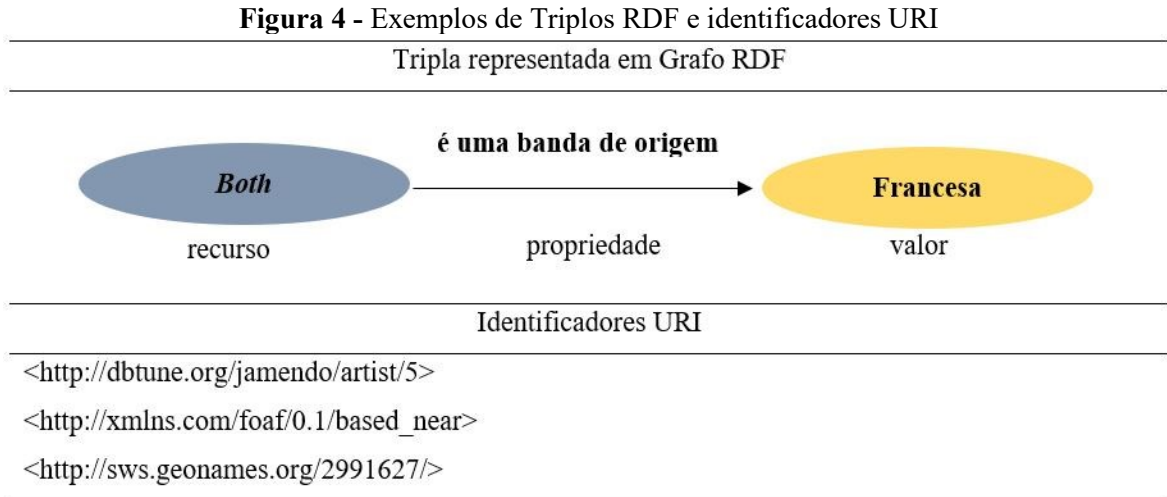 Figura 4 - Exemplos de Triplos RDF e identificadores URI
Tripla representada em Grafo RDF
é uma banda de origem
Both
Francesa
recurso
propriedade
valor
Identificadores URI
<http://dbtune.org/jamendo/artist/5>
<http://xmlns.com/foaf/0.1/based_near>
<http://sws.geonames.org/2991627/>